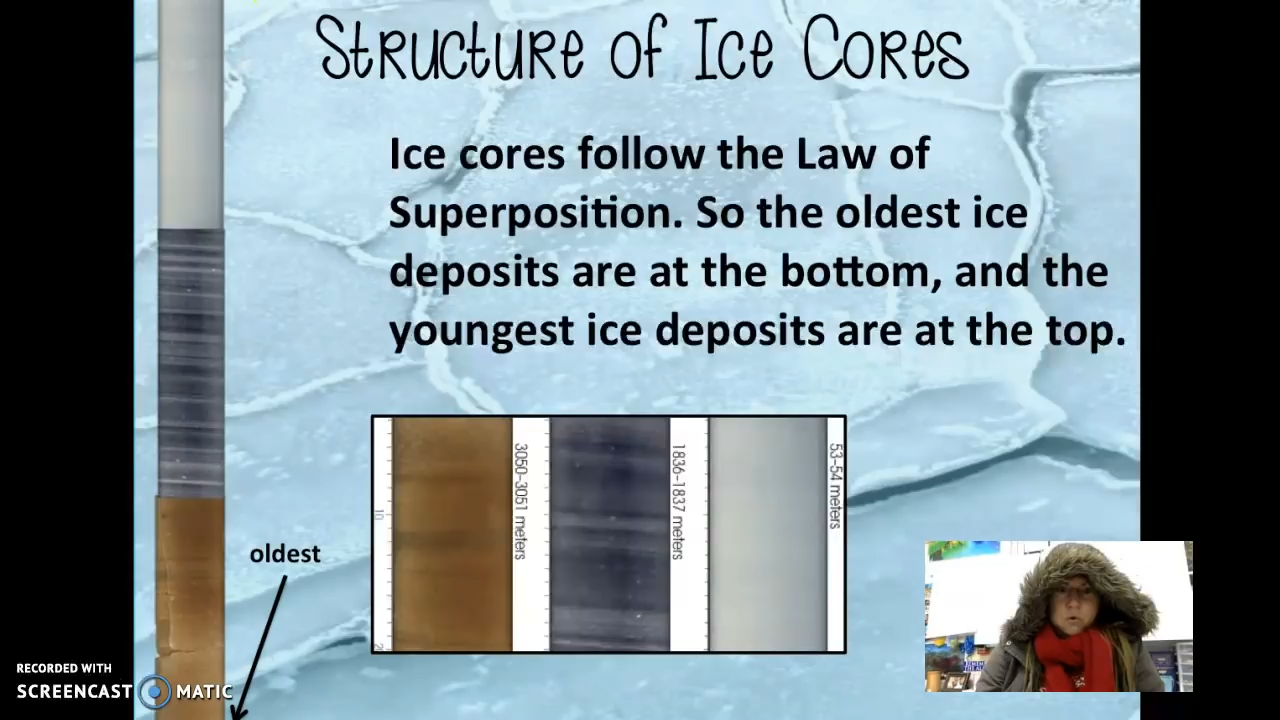 Structure of Ice Cores
Ice cores follow the Law of
Superposition. So the oldest ice
deposits are at the bottom, and the
youngest ice deposits are at the top.
3050-3051 meters
1836-1837 meters
53-54 meters
10
oldest
RECORDED WITH
SCREENCAST MATIC